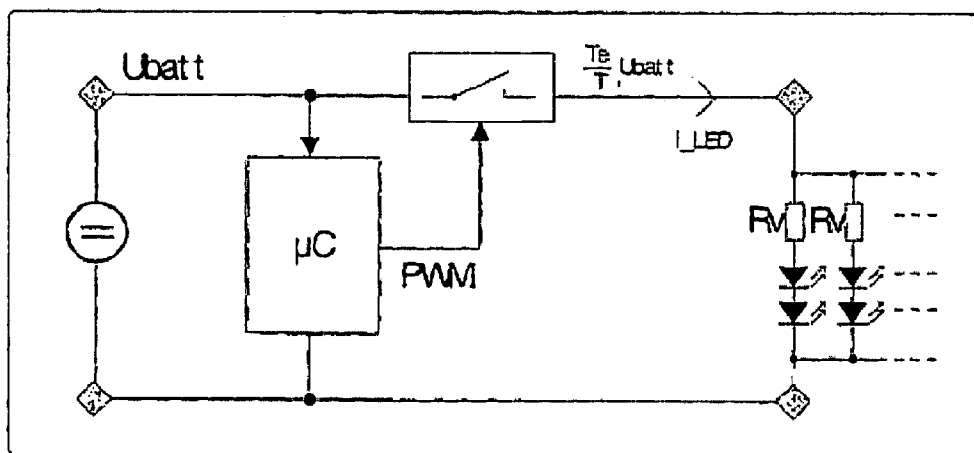 Ubatt
Te/T · Ubatt
I_LED
RV RV
µC
PWM